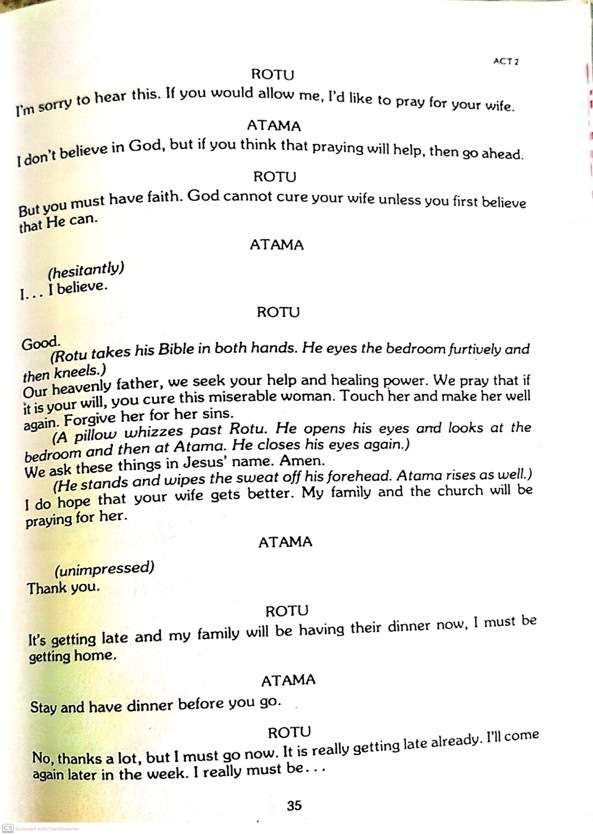 ACT 2
ROTU
I'm sorry to hear this. If you would allow me, I'd like to pray for your wife.
ATAMA
I don't believe in God, but if you think that praying will help, then go ahead.
ROTU
But you must have faith. God cannot cure your wife unless you first believe
that He can.
ATAMA
(hesitantly)
I... I believe.
ROTU
Good.
(Rotu takes his Bible in both hands. He eyes the bedroom furtively and
then kneels.)
Our heavenly father, we seek your help and healing power. We pray that if
it is your will, you cure this miserable woman. Touch her and make her well
again. Forgive her for her sins.
(A pillow whizzes past Rotu. He opens his eyes and looks at the
bedroom and then at Atama. He closes his eyes again.)
We ask these things in Jesus' name. Amen.
(He stands and wipes the sweat off his forehead. Atama rises as well.)
I do hope that your wife gets better. My family and the church will be
praying for her.
ATAMA
(unimpressed)
Thank you.
ROTU
It's getting late and my family will be having their dinner now, I must be
getting home.
ATAMA
Stay and have dinner before you go.
ROTU
No, thanks a lot, but I must go now. It is really getting late already. I'll come
again later in the week. I really must be...
35
CS Scanned with CamScanner